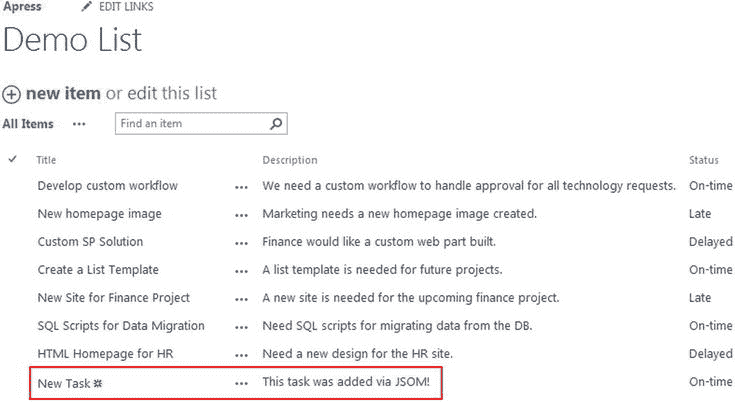 Apress EDIT LINKS
Demo List
new item or edit this list
All Items ••• Find an item
Title Description Status
Develop custom workflow ••• We need a custom workflow to handle approval for all technology requests. On-time
New homepage image ••• Marketing needs a new homepage image created. Late
Custom SP Solution ••• Finance would like a custom web part built. Delayed
Create a List Template ••• A list template is needed for future projects. On-time
New Site for Finance Project ••• A new site is needed for the upcoming finance project. Late
SQL Scripts for Data Migration ••• Need SQL scripts for migrating data from the DB. On-time
HTML Homepage for HR ••• Need a new design for the HR site. Delayed
New Task ••• This task was added via JSOM! On-time